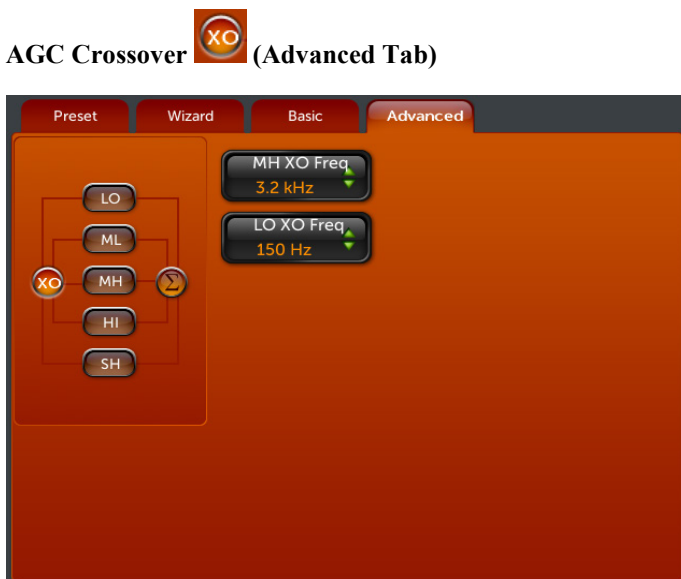 AGC Crossover XO (Advanced Tab)
Preset Wizard Basic Advanced
MH XO Freq
3.2 kHz
LO XO Freq
150 Hz
LO
ML
XO MH Σ
HI
SH